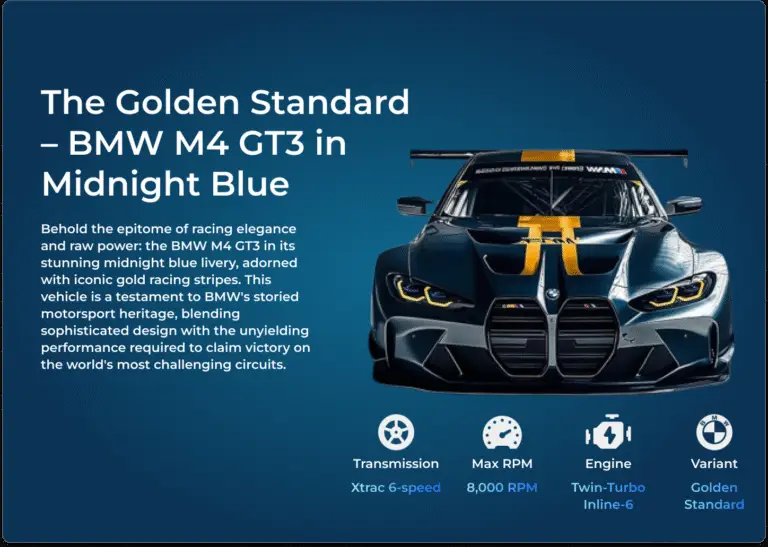 The Golden Standard
– BMW M4 GT3 in
Midnight Blue
Behold the epitome of racing elegance
and raw power: the BMW M4 GT3 in its
stunning midnight blue livery, adorned
with iconic gold racing stripes. This
vehicle is a testament to BMW's storied
motorsport heritage, blending
sophisticated design with the unyielding
performance required to claim victory on
the world's most challenging circuits.
Transmission
Xtrac 6-speed
Max RPM
8,000 RPM
Engine
Twin-Turbo
Inline-6
BMW
Variant
Golden
Standard